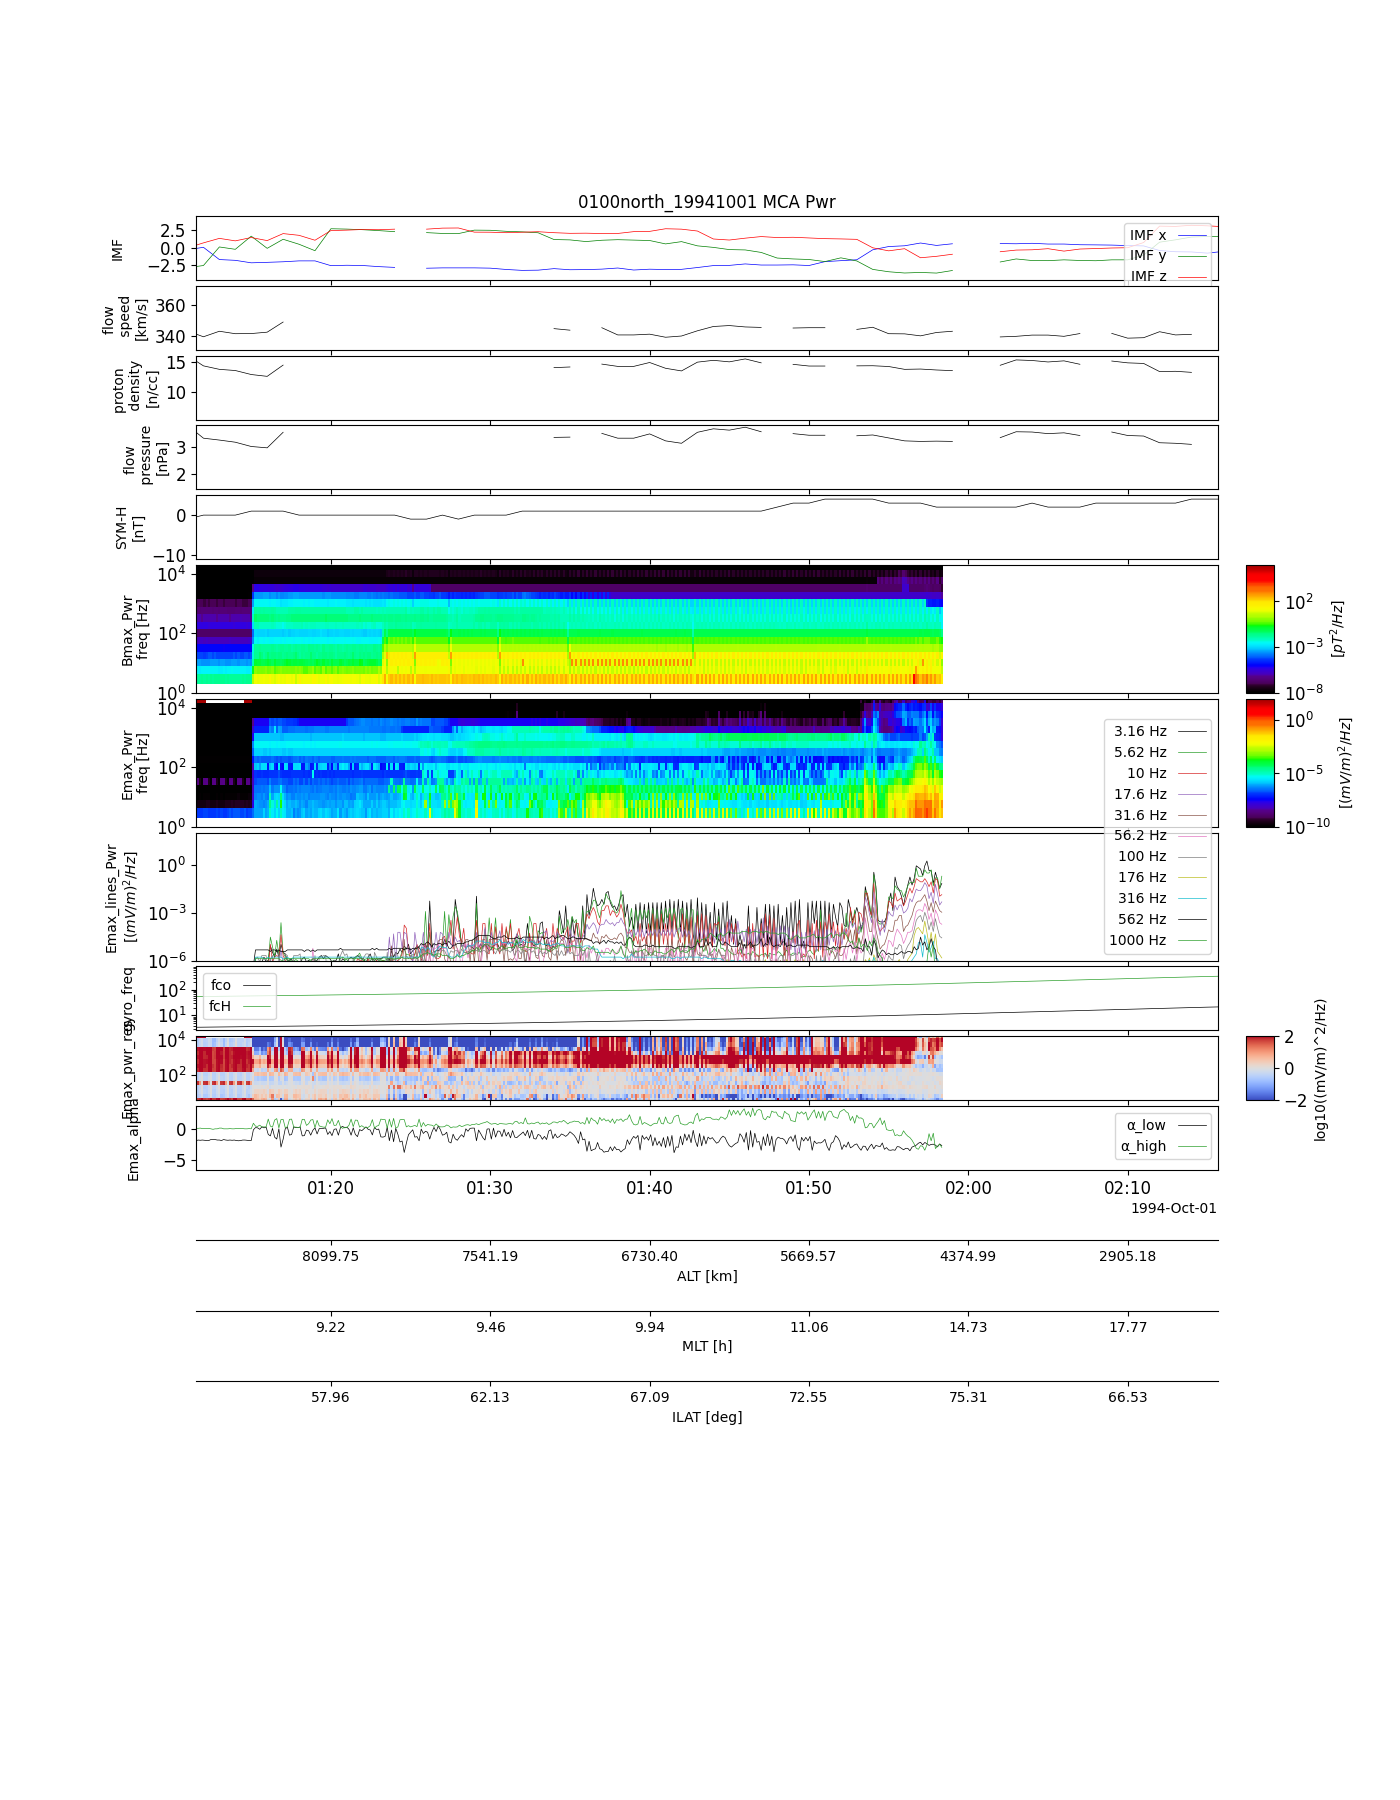 0100north_19941001 MCA Pwr
IMF
2.5
0.0
−2.5
IMF x
IMF y
IMF z
flow
speed
[km/s]
360
340
proton
density
[n/cc]
15
10
flow
pressure
[nPa]
3
2
SYM-H
[nT]
0
−10
Bmax_Pwr
freq [Hz]
10^4
10^2
10^0
10^2
10^−3
10^−8
[pT^2/Hz]
Emax_Pwr
freq [Hz]
10^4
10^2
10^0
10^0
10^−5
10^−10
[(mV/m)^2/Hz]
3.16 Hz
5.62 Hz
10 Hz
17.6 Hz
31.6 Hz
56.2 Hz
100 Hz
176 Hz
316 Hz
562 Hz
1000 Hz
Emax_lines_Pwr
[(mV/m)^2/Hz]
10^0
10^−3
10^−6
gyro_freq
10^2
10^1
fco
fcH
Emax_pwr_reg
10^4
10^2
2
0
−2
log10((mV/m)^2/Hz)
Emax_alpha
0
−5
α_low
α_high
01:20 01:30 01:40 01:50 02:00 02:10
1994-Oct-01
8099.75 7541.19 6730.40 5669.57 4374.99 2905.18
ALT [km]
9.22 9.46 9.94 11.06 14.73 17.77
MLT [h]
57.96 62.13 67.09 72.55 75.31 66.53
ILAT [deg]